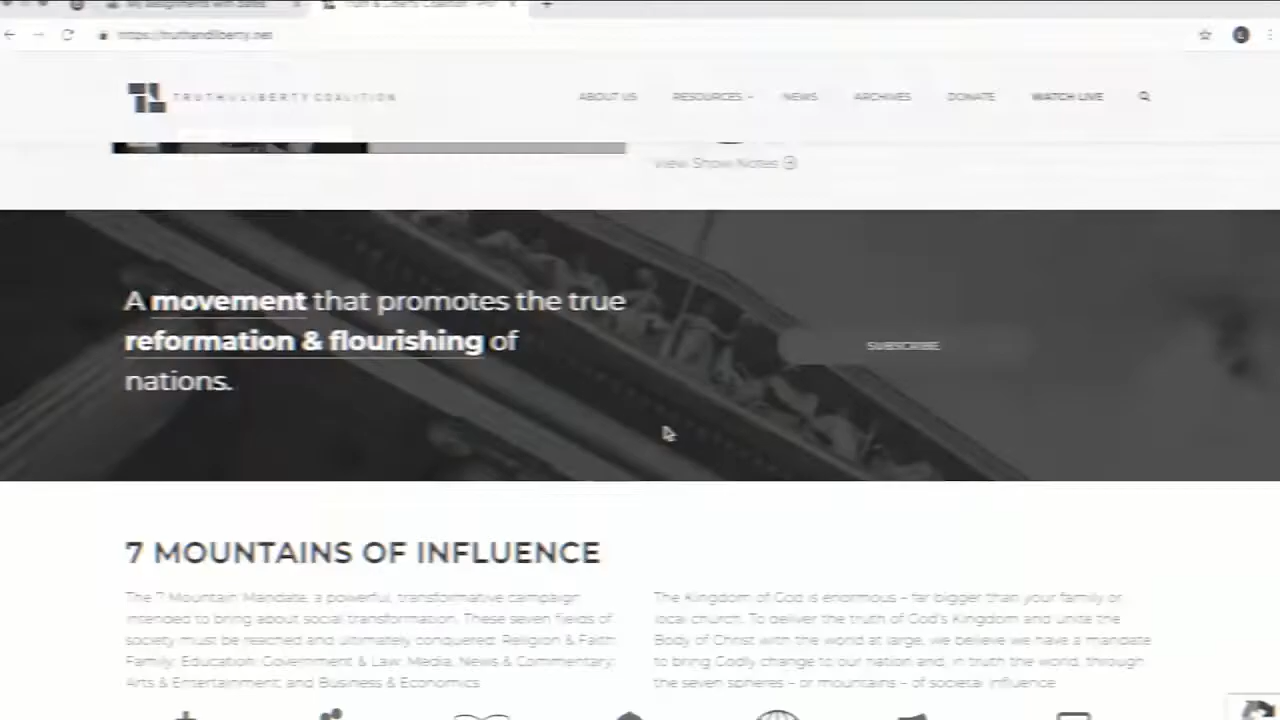 https://truthandliberty.net
TRUTH & LIBERTY COALITION
ABOUT US
RESOURCES
NEWS
ARCHIVES
DONATE
WATCH LIVE
View Show Notes
A movement that promotes the true
reformation & flourishing of
nations.
SUBSCRIBE
7 MOUNTAINS OF INFLUENCE
The 7 Mountain Mandate, a powerful, transformative campaign
intended to bring about social transformation. These seven fields of
society must be reached and ultimately conquered: Religion & Faith
Family; Education; Government & Law; Media, News & Commentary;
Arts & Entertainment; and Business & Economics
The Kingdom of God is enormous – far bigger than your family or
local church. To deliver the truth of God's Kingdom and unite the
Body of Christ with the world at large, we believe we have a mandate
to bring Godly change to our nation and, in truth the world, through
the seven spheres – or mountains – of societal influence